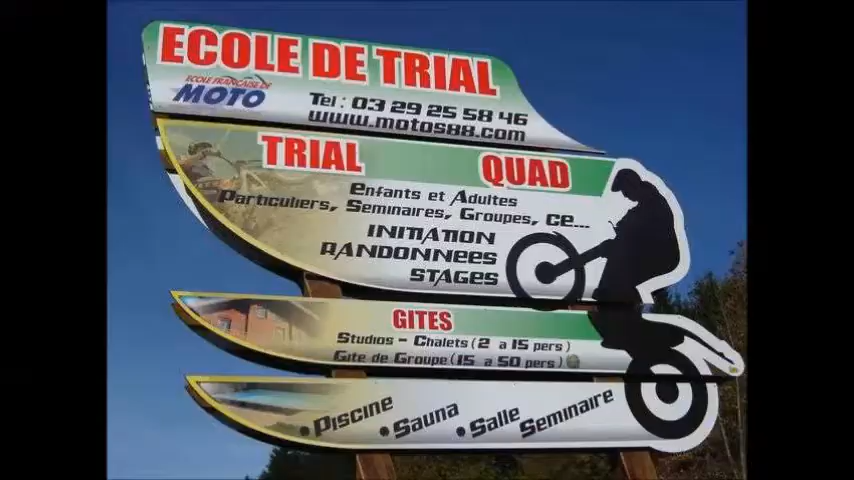 ECOLE DE TRIAL
ECOLE FRANCAISE DE
MOTO
Tel : 03 29 25 58 46
www.motos88.com
TRIAL QUAD
Enfants et Adultes
Particuliers, Seminaires, Groupes, CE...
INITIATION
RANDONNEES
STAGES
GITES
Studios - Chalets (2 a 15 pers)
Gite de Groupe (15 a 50 pers)
• Piscine • Sauna • Salle Seminaire